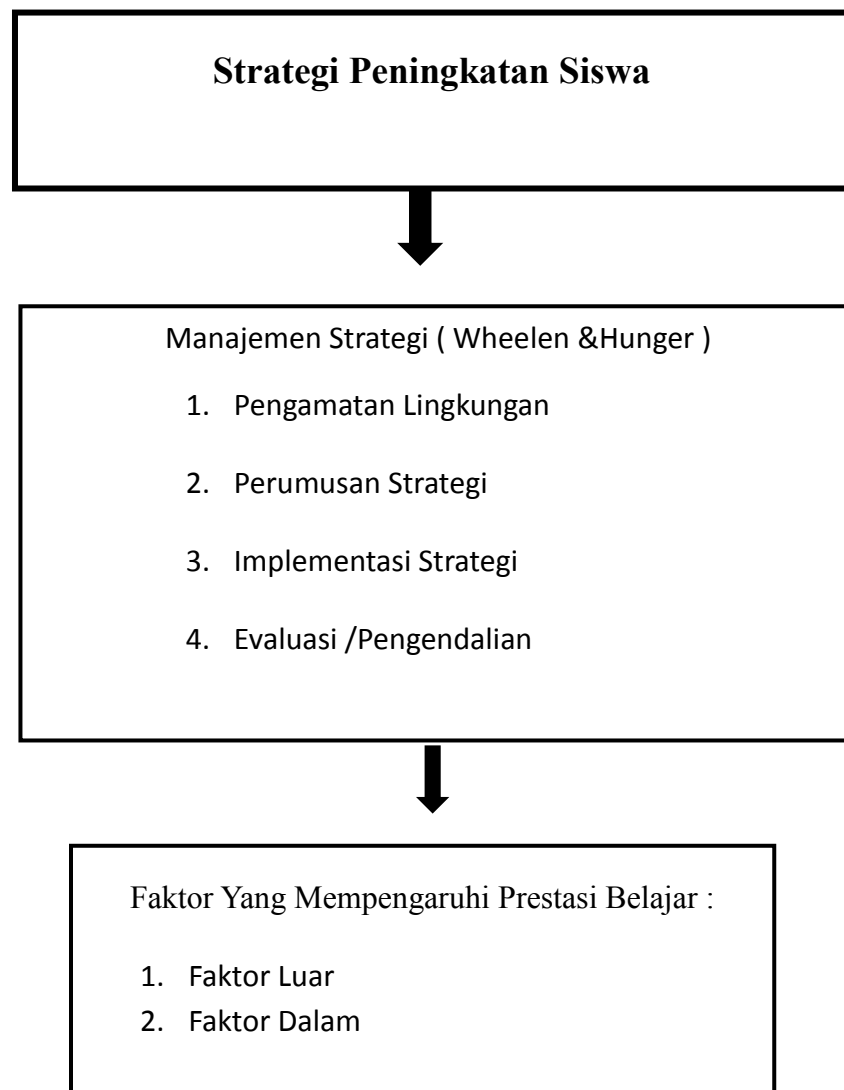 Strategi Peningkatan Siswa
Manajemen Strategi ( Wheelen &Hunger )
1. Pengamatan Lingkungan
2. Perumusan Strategi
3. Implementasi Strategi
4. Evaluasi /Pengendalian
Faktor Yang Mempengaruhi Prestasi Belajar :
1. Faktor Luar
2. Faktor Dalam